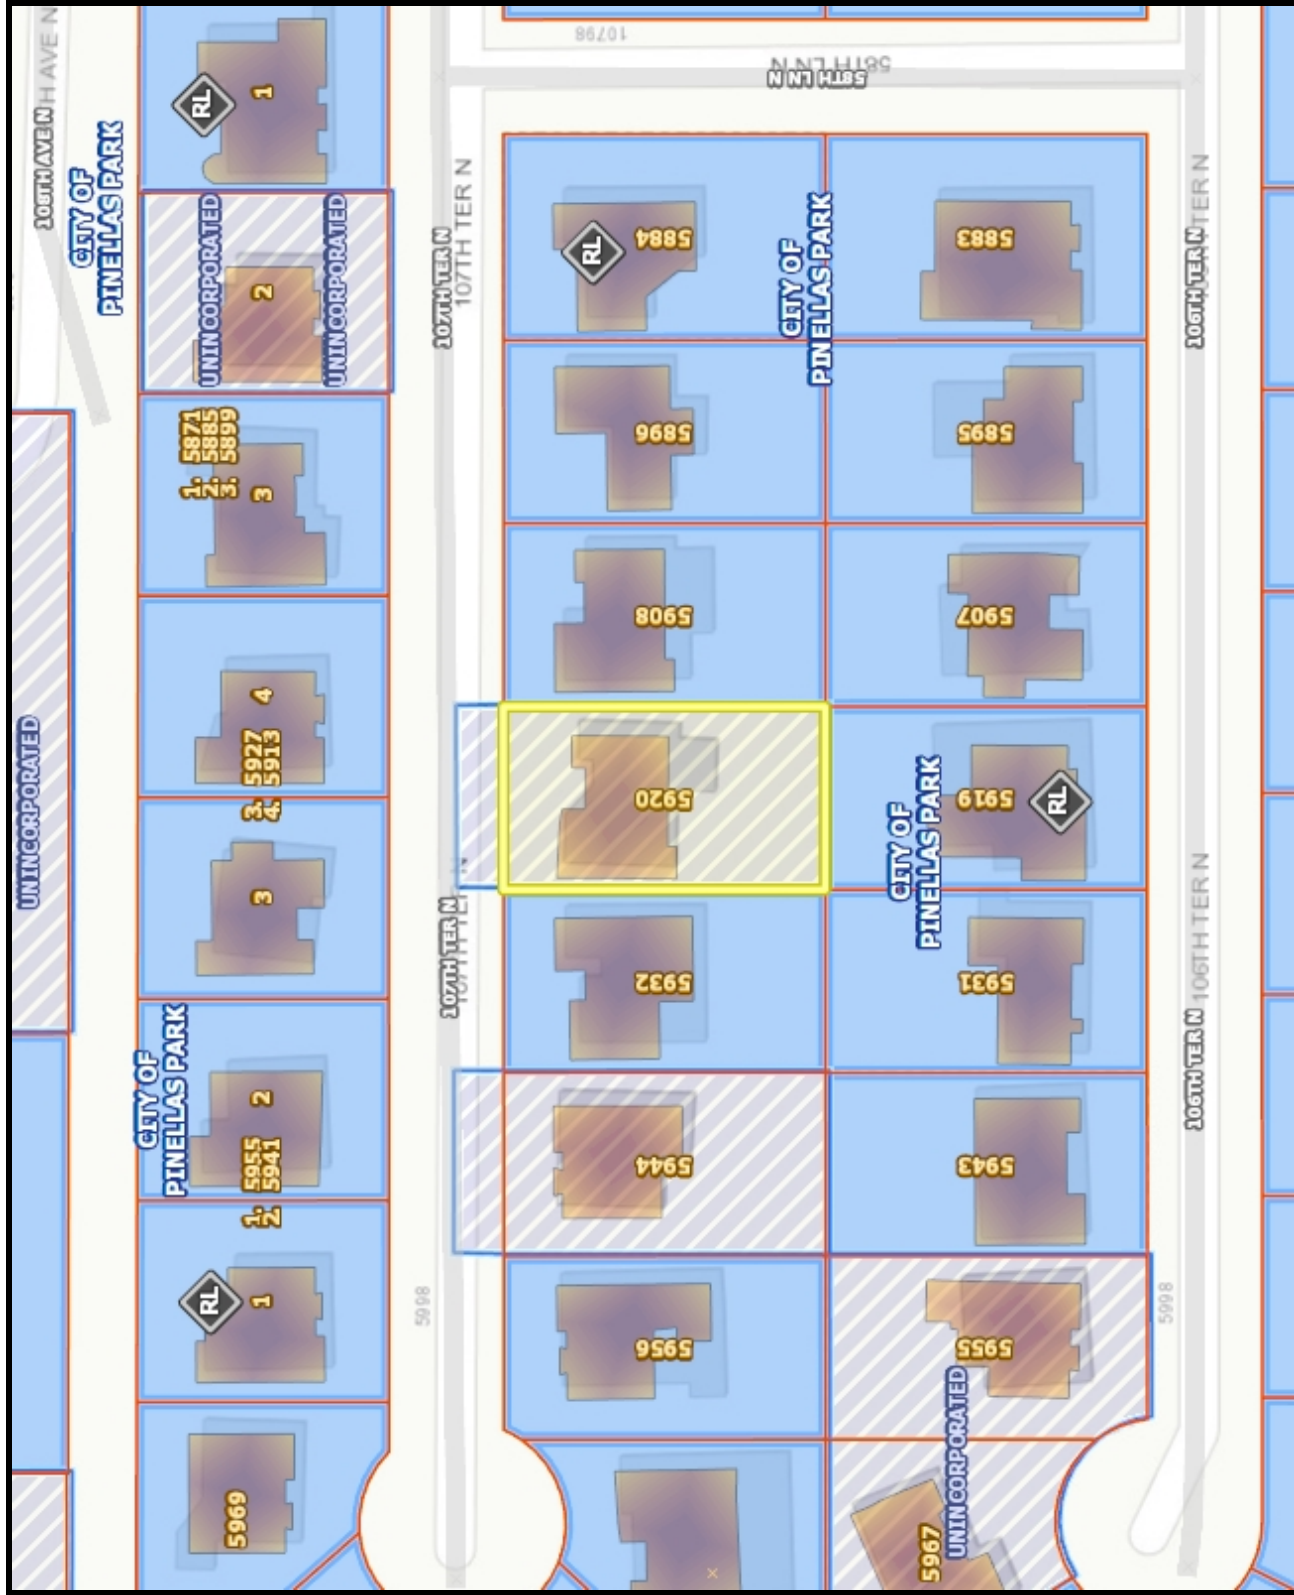 10798
58TH LN N
58TH LN N
108TH AVE N
H AVE N
CITY OF
PINELLAS PARK
RL
1
UNINCORPORATED
2
UNINCORPORATED
107TH TER N
107TH TER N
RL
5884
CITY OF
PINELLAS PARK
5883
106TH TER N
TER N
1. 5871
2. 5885
3. 5899
3
5896
5895
5908
5907
4
3. 5927
4. 5913
UNINCORPORATED
5920
5919
RL
CITY OF
PINELLAS PARK
3
107TH TER N
107TH TER N
106TH TER N
5932
5931
CITY OF
PINELLAS PARK
2
1. 5955
2. 5941
106TH TER N
5944
5943
RL
1
5998
5956
5955
5998
UNINCORPORATED
5969
5967